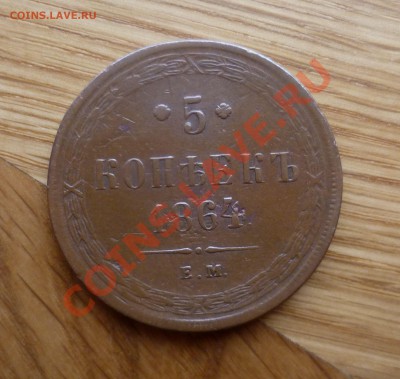 COINS.LAVE.RU
• 5 •
КОПѢЕКЪ
1864
Е.М.
COINS.LAVE.RU